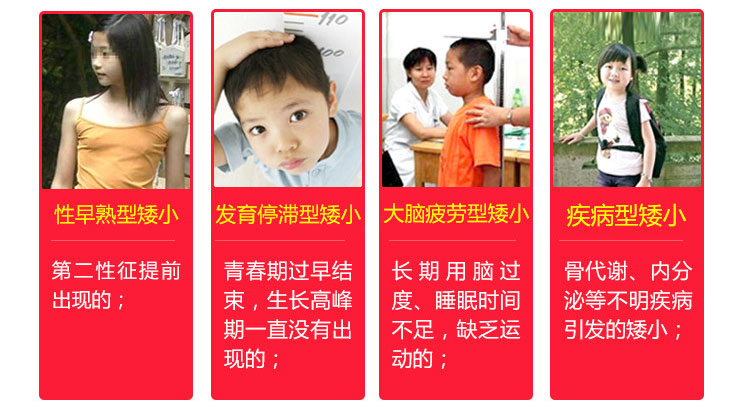 110
100
性早熟型矮小
第二性征提前
出现的；
发育停滞型矮小
青春期过早结
束，生长高峰
期一直没有出
现的；
大脑疲劳型矮小
长期用脑过
度、睡眠时间
不足，缺乏运
动的；
疾病型矮小
骨代谢、内分
泌等不明疾病
引发的矮小；